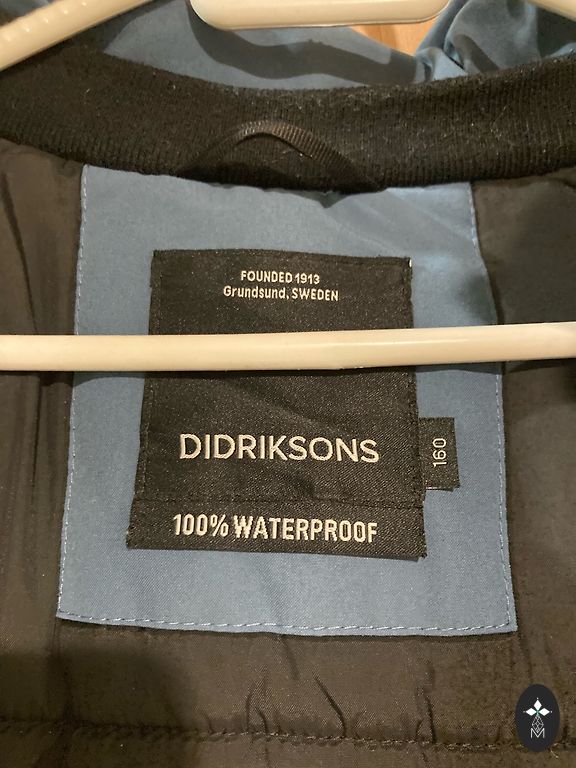 FOUNDED 1913
Grundsund, SWEDEN
DIDRIKSONS
160
100% WATERPROOF